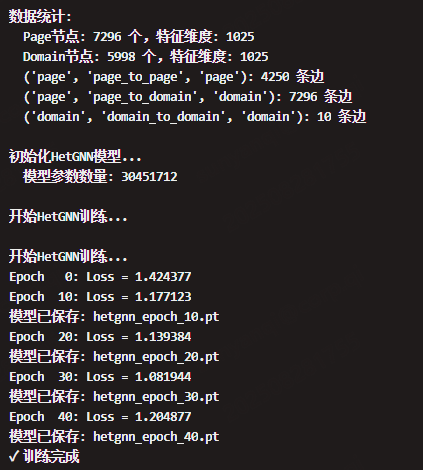 数据统计:
Page节点: 7296 个, 特征维度: 1025
Domain节点: 5998 个, 特征维度: 1025
('page', 'page_to_page', 'page'): 4250 条边
('page', 'page_to_domain', 'domain'): 7296 条边
('domain', 'domain_to_domain', 'domain'): 10 条边
初始化HetGNN模型...
模型参数数量: 30451712
开始HetGNN训练...
开始HetGNN训练...
Epoch   0: Loss = 1.424377
Epoch  10: Loss = 1.177123
模型已保存: hetgnn_epoch_10.pt
Epoch  20: Loss = 1.139384
模型已保存: hetgnn_epoch_20.pt
Epoch  30: Loss = 1.081944
模型已保存: hetgnn_epoch_30.pt
Epoch  40: Loss = 1.204877
模型已保存: hetgnn_epoch_40.pt
✓ 训练完成